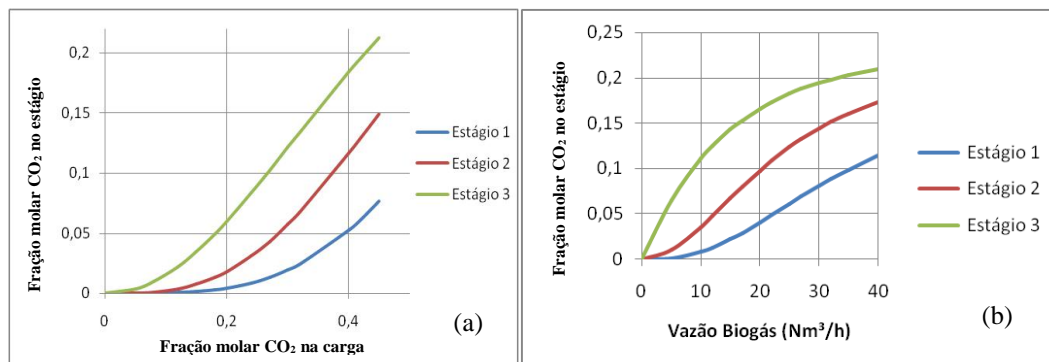 Fração molar CO₂ no estágio
0,2
0,15
0,1
0,05
0
0 0,2 0,4
Fração molar CO₂ na carga
Estágio 1
Estágio 2
Estágio 3
(a)
Fração molar CO₂ no estágio
0,25
0,2
0,15
0,1
0,05
0
0 10 20 30 40
Vazão Biogás (Nm³/h)
Estágio 1
Estágio 2
Estágio 3
(b)